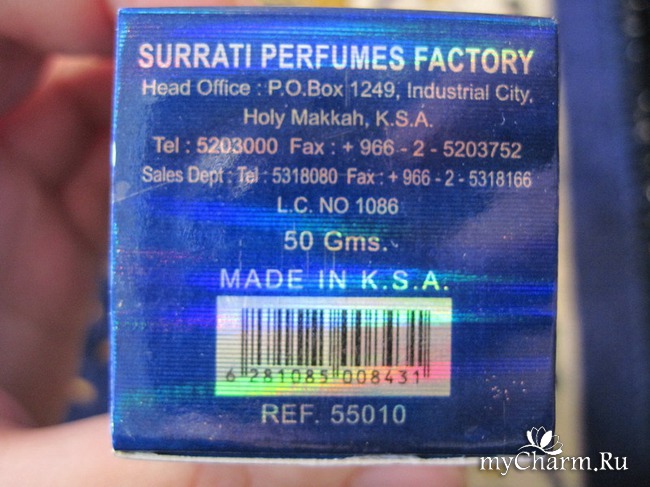 SURRATI PERFUMES FACTORY
Head Office : P.O.Box 1249, Industrial City,
Holy Makkah, K.S.A.
Tel : 5203000 Fax : + 966 - 2 - 5203752
Sales Dept : Tel : 5318080 Fax : + 966 - 2 - 5318166
L.C. NO 1086
50 Gms.
MADE IN K.S.A.
6 281085 008431
REF. 55010
myCharm.Ru